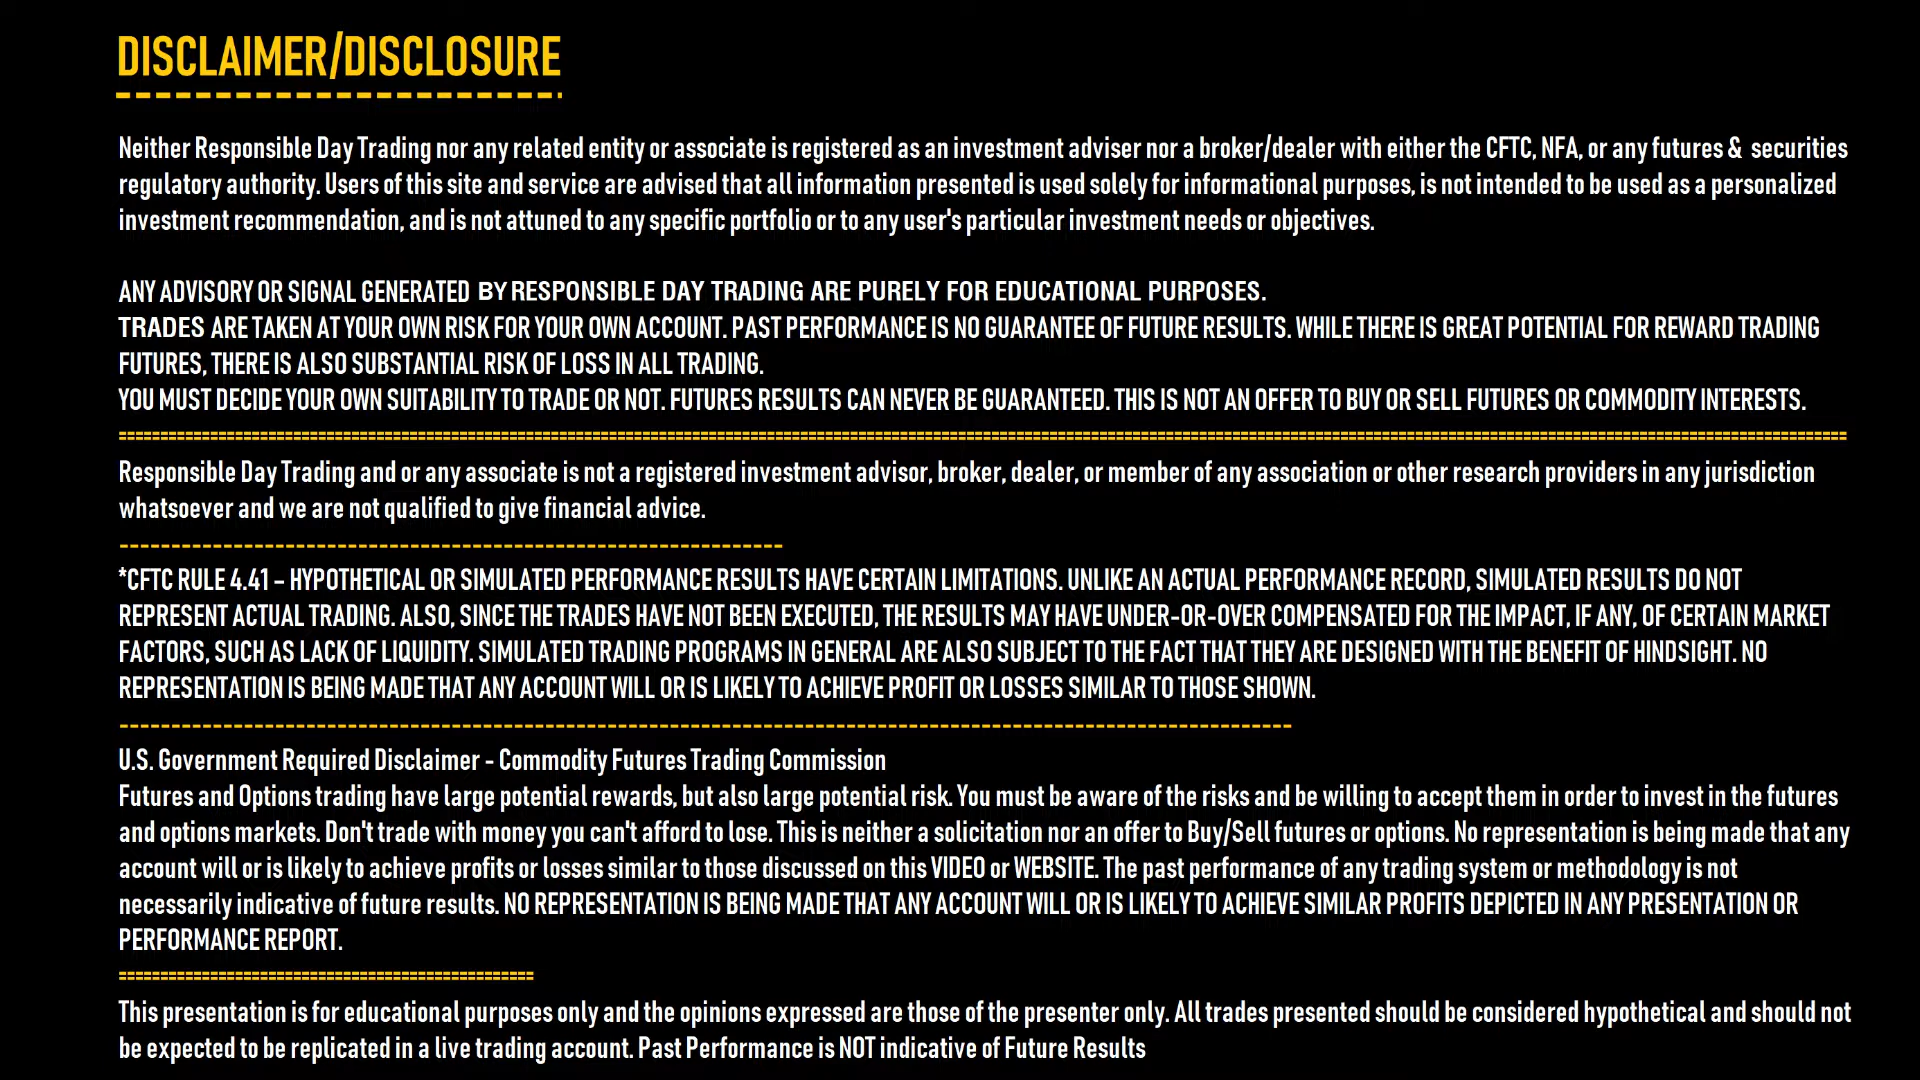 DISCLAIMER/DISCLOSURE
Neither Responsible Day Trading nor any related entity or associate is registered as an investment adviser nor a broker/dealer with either the CFTC, NFA, or any futures & securities
regulatory authority. Users of this site and service are advised that all information presented is used solely for informational purposes, is not intended to be used as a personalized
investment recommendation, and is not attuned to any specific portfolio or to any user's particular investment needs or objectives.
ANY ADVISORY OR SIGNAL GENERATED BY RESPONSIBLE DAY TRADING ARE PURELY FOR EDUCATIONAL PURPOSES.
TRADES ARE TAKEN AT YOUR OWN RISK FOR YOUR OWN ACCOUNT. PAST PERFORMANCE IS NO GUARANTEE OF FUTURE RESULTS. WHILE THERE IS GREAT POTENTIAL FOR REWARD TRADING
FUTURES, THERE IS ALSO SUBSTANTIAL RISK OF LOSS IN ALL TRADING.
YOU MUST DECIDE YOUR OWN SUITABILITY TO TRADE OR NOT. FUTURES RESULTS CAN NEVER BE GUARANTEED. THIS IS NOT AN OFFER TO BUY OR SELL FUTURES OR COMMODITY INTERESTS.
Responsible Day Trading and or any associate is not a registered investment advisor, broker, dealer, or member of any association or other research providers in any jurisdiction
whatsoever and we are not qualified to give financial advice.
*CFTC RULE 4.41 – HYPOTHETICAL OR SIMULATED PERFORMANCE RESULTS HAVE CERTAIN LIMITATIONS. UNLIKE AN ACTUAL PERFORMANCE RECORD, SIMULATED RESULTS DO NOT
REPRESENT ACTUAL TRADING. ALSO, SINCE THE TRADES HAVE NOT BEEN EXECUTED, THE RESULTS MAY HAVE UNDER-OR-OVER COMPENSATED FOR THE IMPACT, IF ANY, OF CERTAIN MARKET
FACTORS, SUCH AS LACK OF LIQUIDITY. SIMULATED TRADING PROGRAMS IN GENERAL ARE ALSO SUBJECT TO THE FACT THAT THEY ARE DESIGNED WITH THE BENEFIT OF HINDSIGHT. NO
REPRESENTATION IS BEING MADE THAT ANY ACCOUNT WILL OR IS LIKELY TO ACHIEVE PROFIT OR LOSSES SIMILAR TO THOSE SHOWN.
U.S. Government Required Disclaimer - Commodity Futures Trading Commission
Futures and Options trading have large potential rewards, but also large potential risk. You must be aware of the risks and be willing to accept them in order to invest in the futures
and options markets. Don't trade with money you can't afford to lose. This is neither a solicitation nor an offer to Buy/Sell futures or options. No representation is being made that any
account will or is likely to achieve profits or losses similar to those discussed on this VIDEO or WEBSITE. The past performance of any trading system or methodology is not
necessarily indicative of future results. NO REPRESENTATION IS BEING MADE THAT ANY ACCOUNT WILL OR IS LIKELY TO ACHIEVE SIMILAR PROFITS DEPICTED IN ANY PRESENTATION OR
PERFORMANCE REPORT.
This presentation is for educational purposes only and the opinions expressed are those of the presenter only. All trades presented should be considered hypothetical and should not
be expected to be replicated in a live trading account. Past Performance is NOT indicative of Future Results